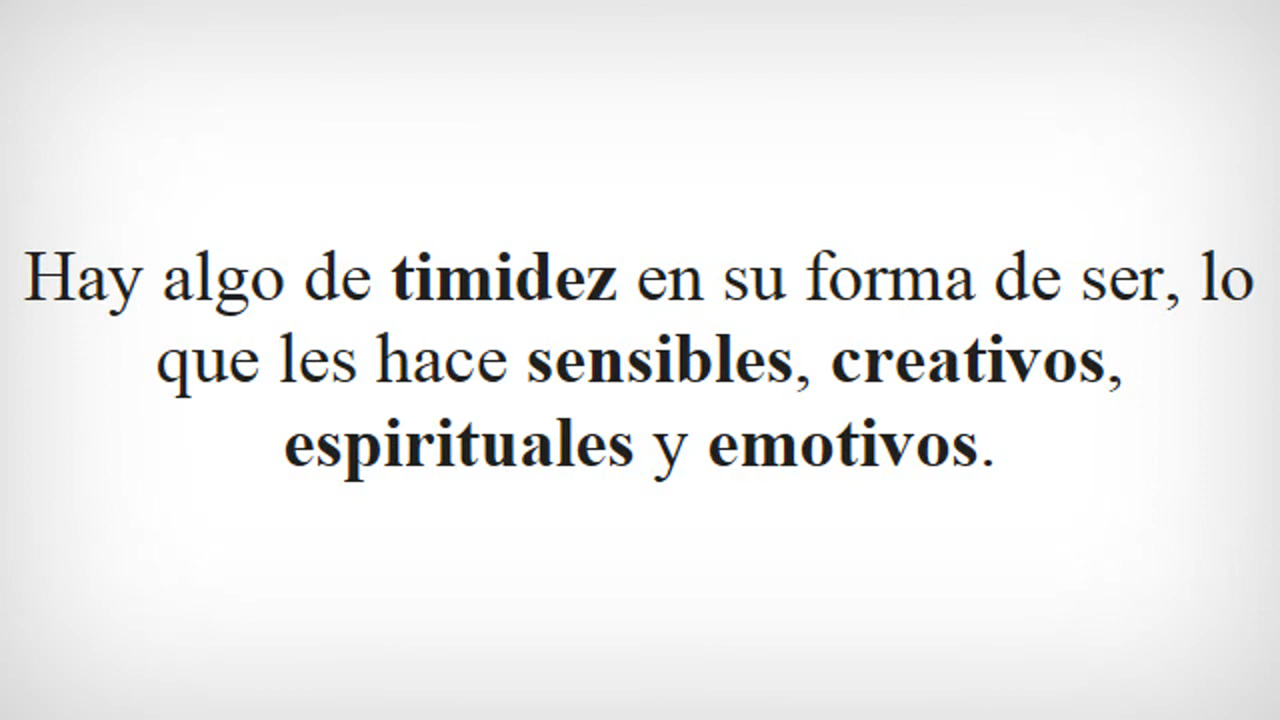 Hay algo de timidez en su forma de ser, lo
que les hace sensibles, creativos,
espirituales y emotivos.